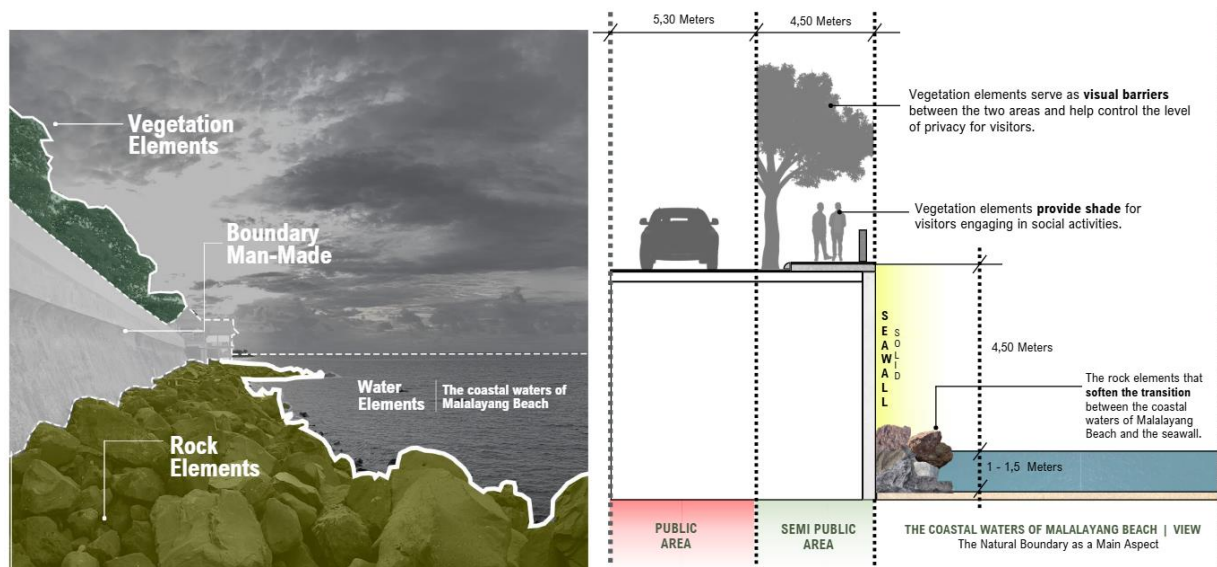 Vegetation
Elements
Boundary
Man-Made
Water
Elements
The coastal waters of
Malalayang Beach
Rock
Elements
5,30 Meters
4,50 Meters
Vegetation elements serve as visual barriers
between the two areas and help control the level
of privacy for visitors.
Vegetation elements provide shade for
visitors engaging in social activities.
SEAWALL
SOLID
4,50 Meters
The rock elements that
soften the transition
between the coastal
waters of Malalayang
Beach and the seawall.
1 - 1,5 Meters
PUBLIC
AREA
SEMI PUBLIC
AREA
THE COASTAL WATERS OF MALALAYANG BEACH | VIEW
The Natural Boundary as a Main Aspect